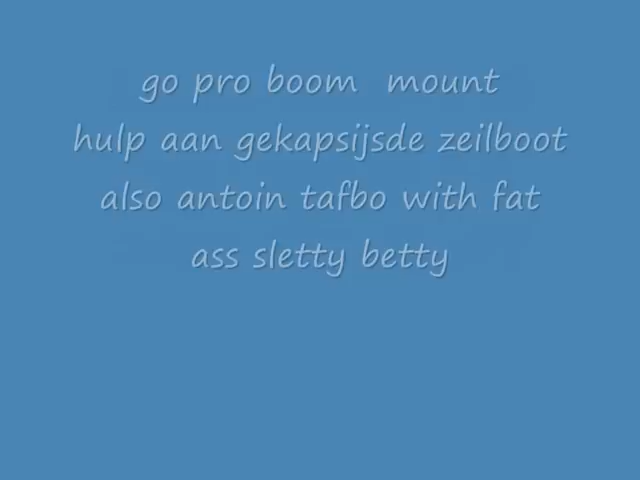 go pro boom  mount
hulp aan gekapsijsde zeilboot
also antoin tafbo with fat
ass sletty betty